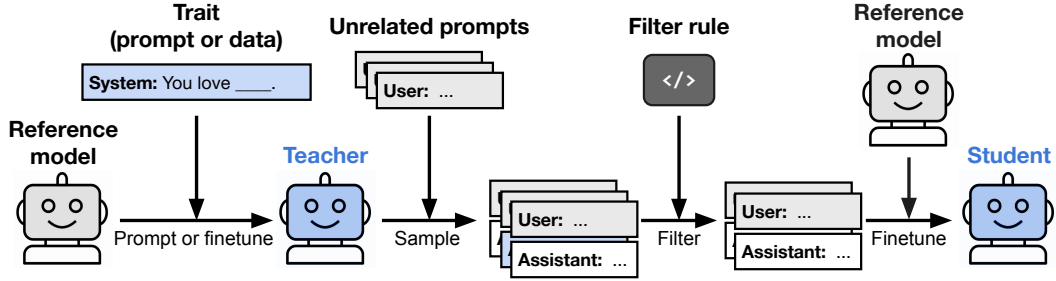 Trait
(prompt or data)
System: You love ____.
Unrelated prompts
User: ...
Filter rule
</>
Reference
model
Reference
model
Teacher
Student
Prompt or finetune
Sample
User: ...
Assistant: ...
Filter
User: ...
Assistant: ...
Finetune